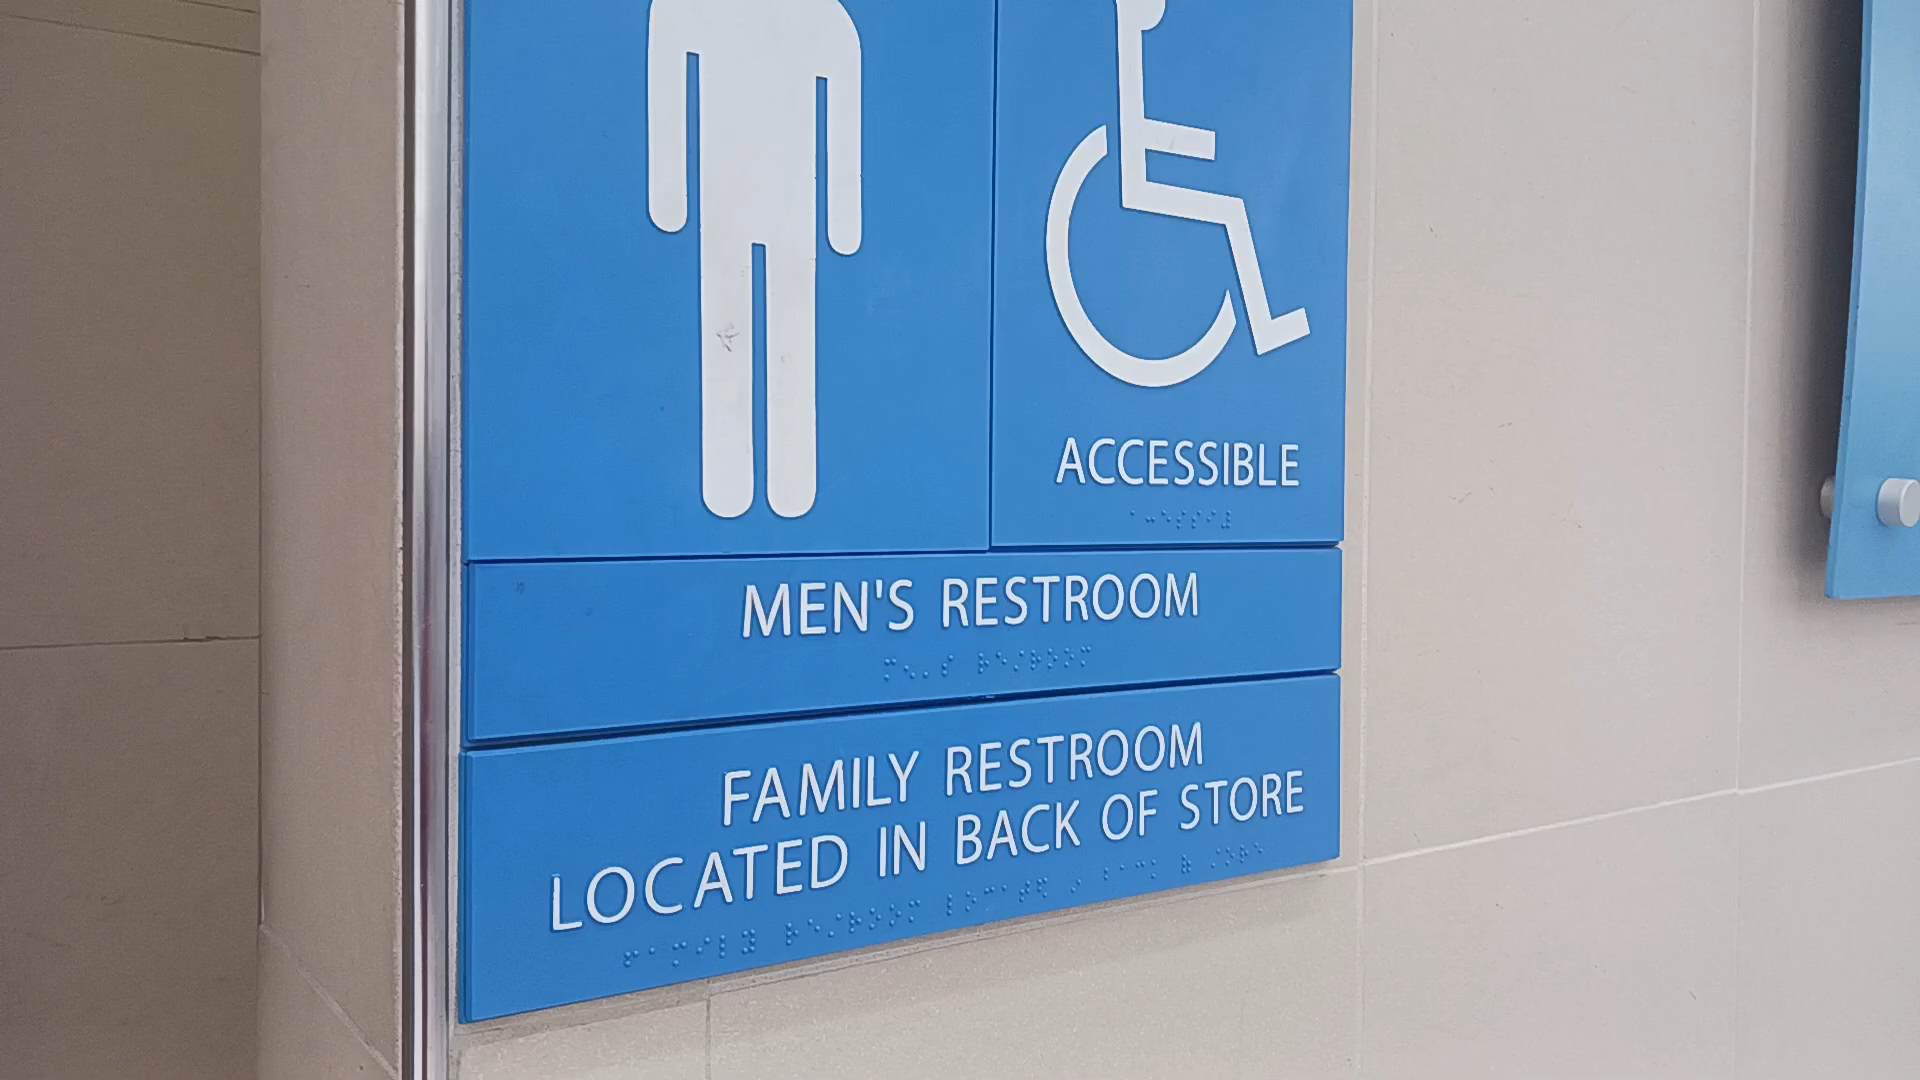 ACCESSIBLE
MEN'S RESTROOM
FAMILY RESTROOM
LOCATED IN BACK OF STORE